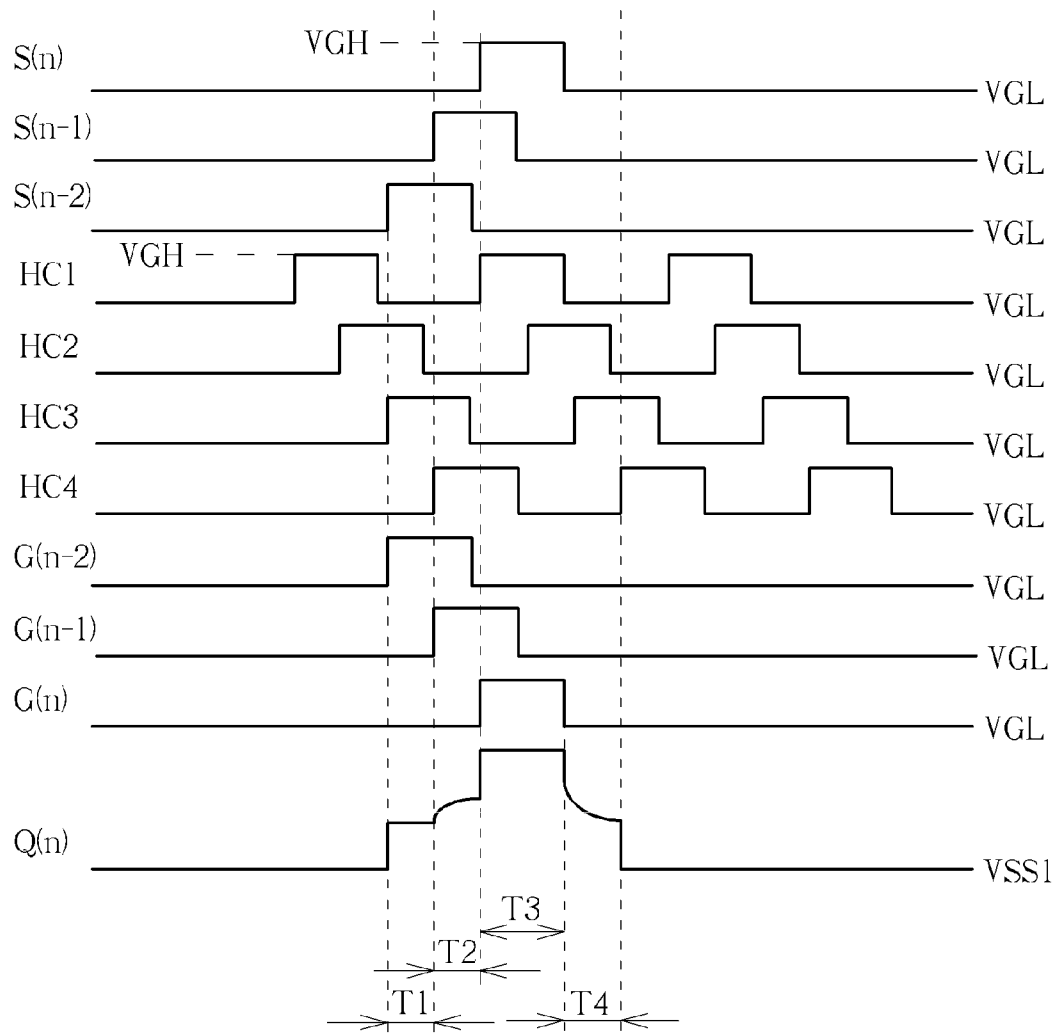 VGH
S(n)
VGL
S(n-1)
VGL
S(n-2)
VGL
VGH
HC1
VGL
HC2
VGL
HC3
VGL
HC4
VGL
G(n-2)
VGL
G(n-1)
VGL
G(n)
VGL
Q(n)
VSS1
T3
T2
T1
T4